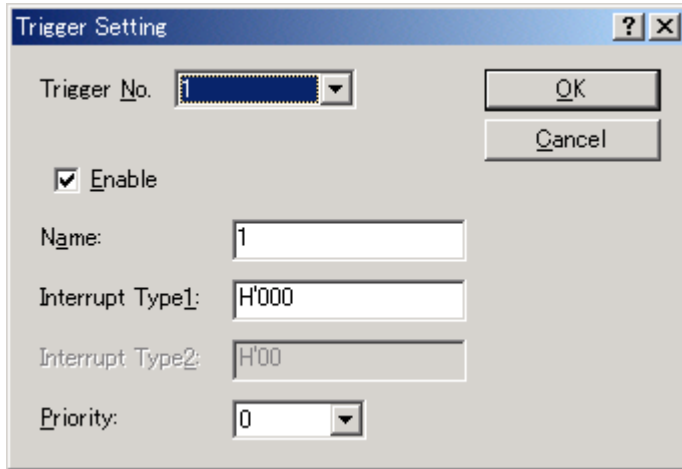 Trigger Setting
Trigger No. 1
OK
Cancel
Enable
Name: 1
Interrupt Type1: H'000
Interrupt Type2: H'00
Priority: 0